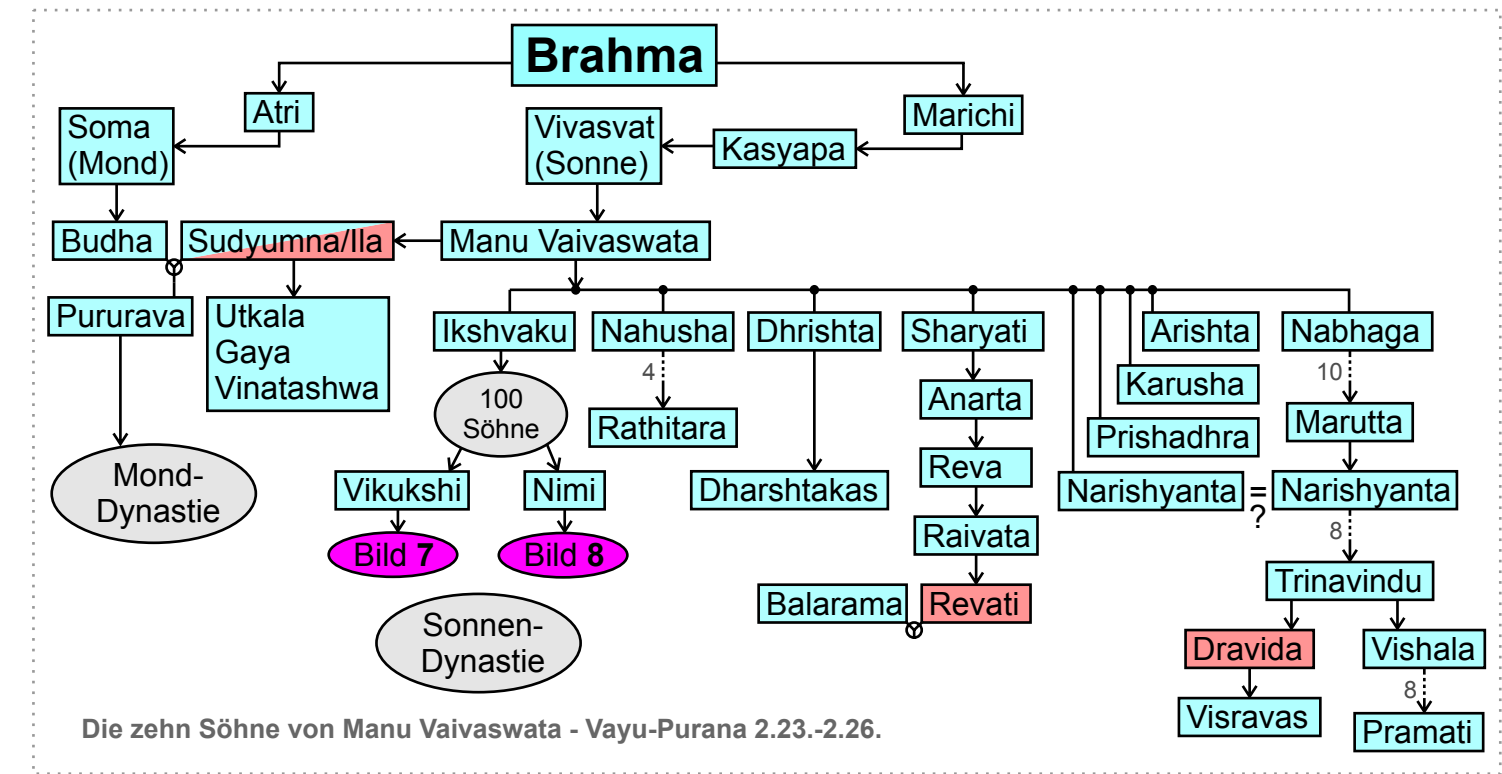 Brahma
Atri
Marichi
Soma
(Mond)
Vivasvat
(Sonne)
Kasyapa
Budha
Sudyumna/Ila
Manu Vaivaswata
Pururava
Utkala
Gaya
Vinatashwa
Ikshvaku
Nahusha
Dhrishta
Sharyati
Arishta
Nabhaga
4
10
100
Söhne
Rathitara
Anarta
Karusha
Marutta
Prishadhra
Mond-
Dynastie
Vikukshi
Nimi
Dharshtakas
Reva
Narishyanta
=
?
Narishyanta
8
Bild 7
Bild 8
Raivata
Trinavindu
Balarama
Revati
Sonnen-
Dynastie
Dravida
Vishala
8
Visravas
Pramati
Die zehn Söhne von Manu Vaivaswata - Vayu-Purana 2.23.-2.26.